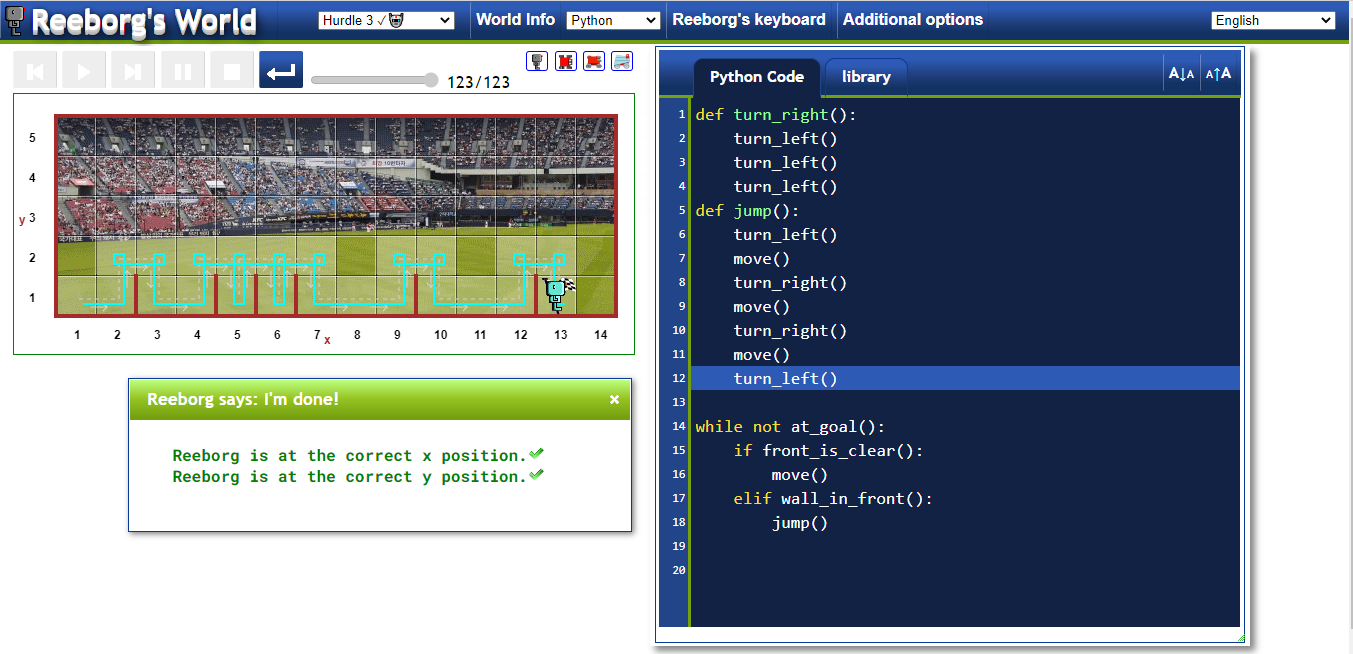 Reeborg's World
Hurdle 3 ✓
World Info
Python
Reeborg's keyboard
Additional options
English
123/123
5
4
y 3
2
1
1 2 3 4 5 6 7 x 8 9 10 11 12 13 14
Reeborg says: I'm done!
×
Reeborg is at the correct x position.
Reeborg is at the correct y position.
Python Code
library
A↓A
A↑A
1 def turn_right():
2 turn_left()
3 turn_left()
4 turn_left()
5 def jump():
6 turn_left()
7 move()
8 turn_right()
9 move()
10 turn_right()
11 move()
12 turn_left()
13
14 while not at_goal():
15 if front_is_clear():
16 move()
17 elif wall_in_front():
18 jump()
19
20